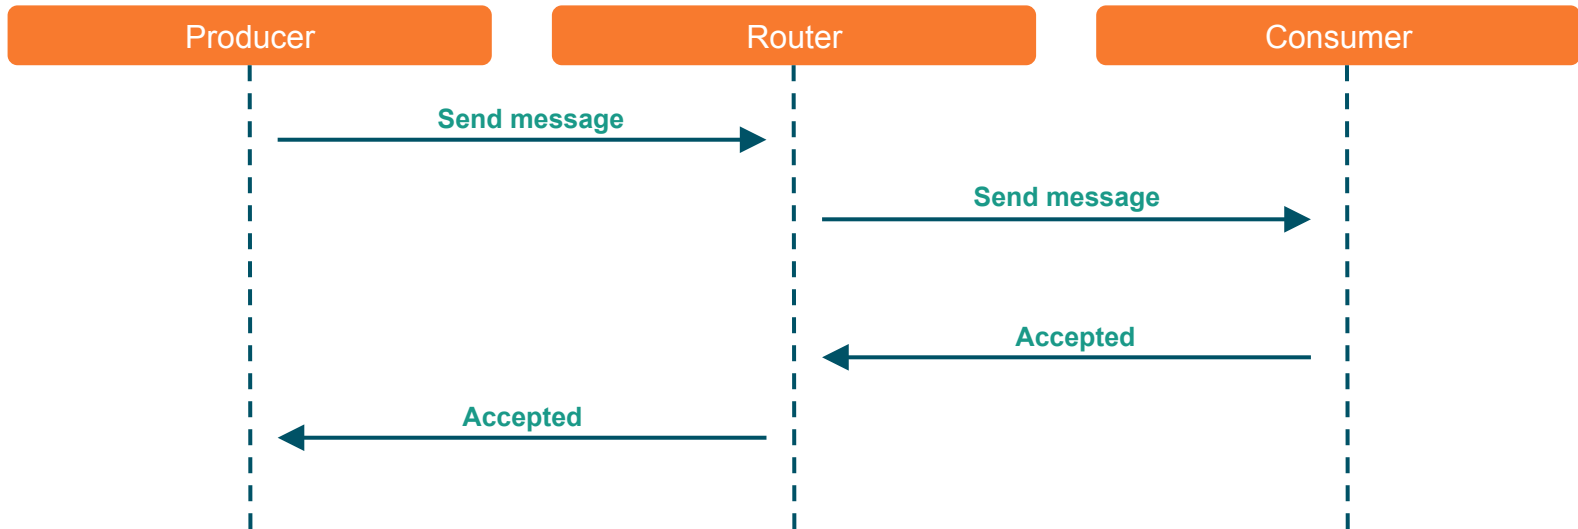 Producer
Router
Consumer
Send message
Send message
Accepted
Accepted